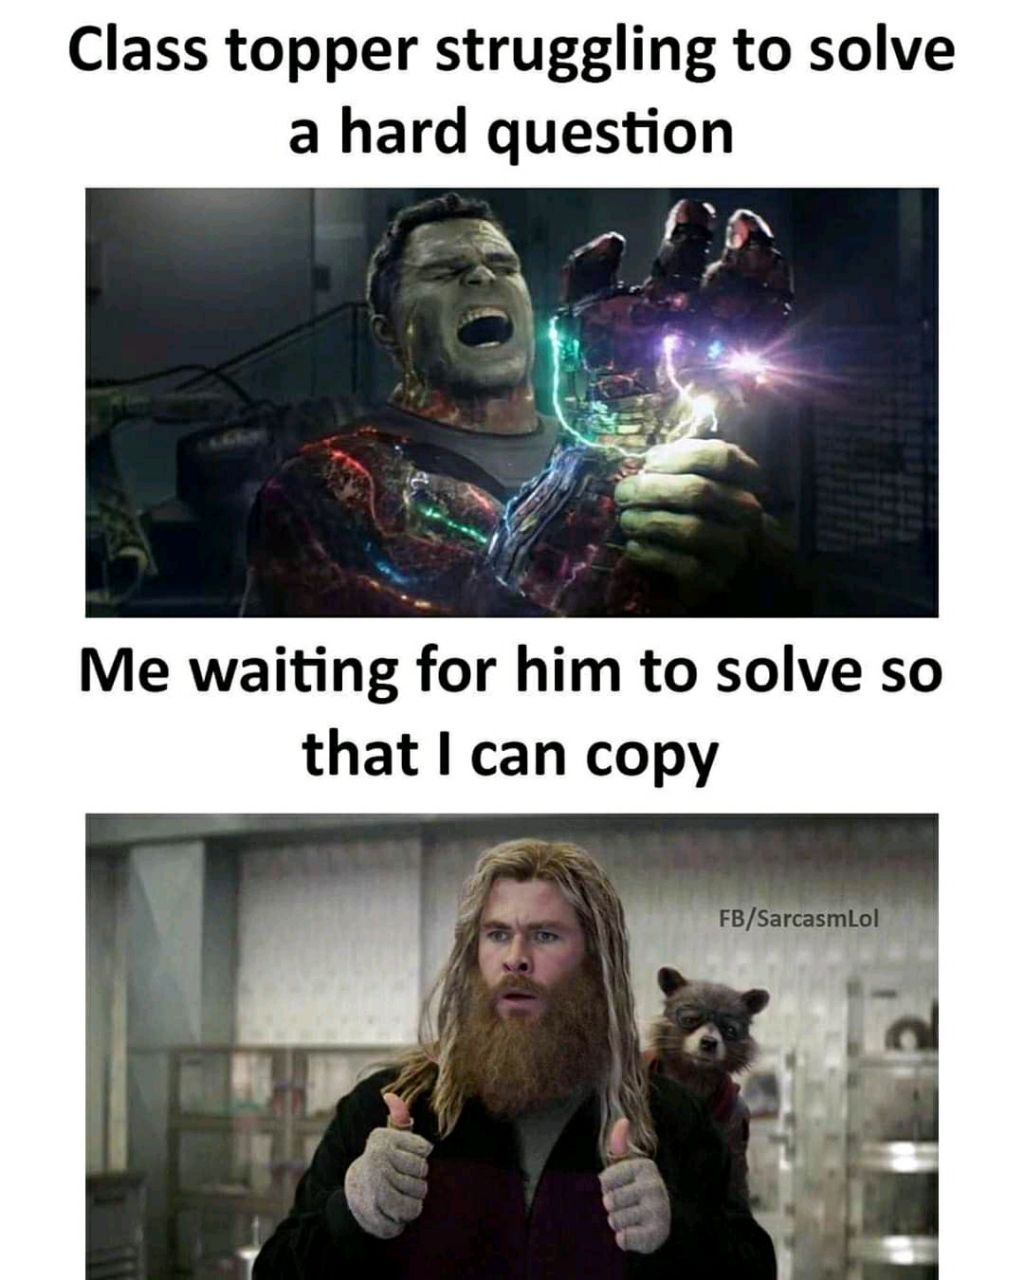 Class topper struggling to solve
a hard question
Me waiting for him to solve so
that I can copy
FB/SarcasmLol